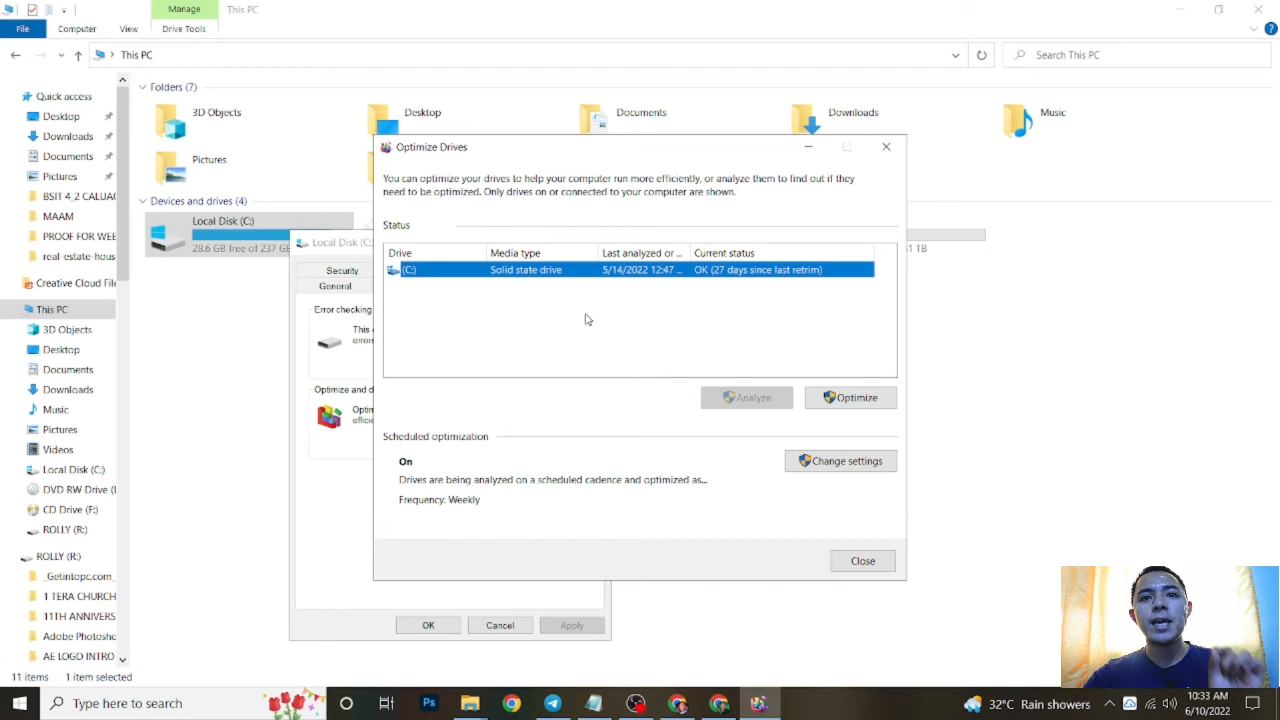 Manage
This PC
File
Computer
View
Drive Tools
This PC
Search This PC
Quick access
Desktop
Downloads
Documents
Pictures
BSIT 4_2 CALUAG
MAAM
PROOF FOR WEE
real-estate-hous
Creative Cloud File
This PC
3D Objects
Desktop
Documents
Downloads
Music
Pictures
Videos
Local Disk (C:)
DVD RW Drive (
CD Drive (F:)
ROLLY (R:)
ROLLY (R:)
_Getintopc.com_
1 TERA CHURCH
11TH ANNIVERS
Adobe Photosho
AE LOGO INTRO
Folders (7)
3D Objects
Desktop
Documents
Downloads
Music
Pictures
Devices and drives (4)
Local Disk (C:)
28.6 GB free of 237 GB
1 TB
Local Disk (C:
Security
General
Error checking
This
errors
Optimize and d
Optin
efficie
OK
Cancel
Apply
Optimize Drives
You can optimize your drives to help your computer run more efficiently, or analyze them to find out if they
need to be optimized. Only drives on or connected to your computer are shown.
Status
Drive
Media type
Last analyzed or ...
Current status
(C:)
Solid state drive
5/14/2022 12:47 ...
OK (27 days since last retrim)
Analyze
Optimize
Scheduled optimization
On
Change settings
Drives are being analyzed on a scheduled cadence and optimized as...
Frequency: Weekly
Close
11 items
1 item selected
Type here to search
Ps
32°C Rain showers
10:33 AM
6/10/2022